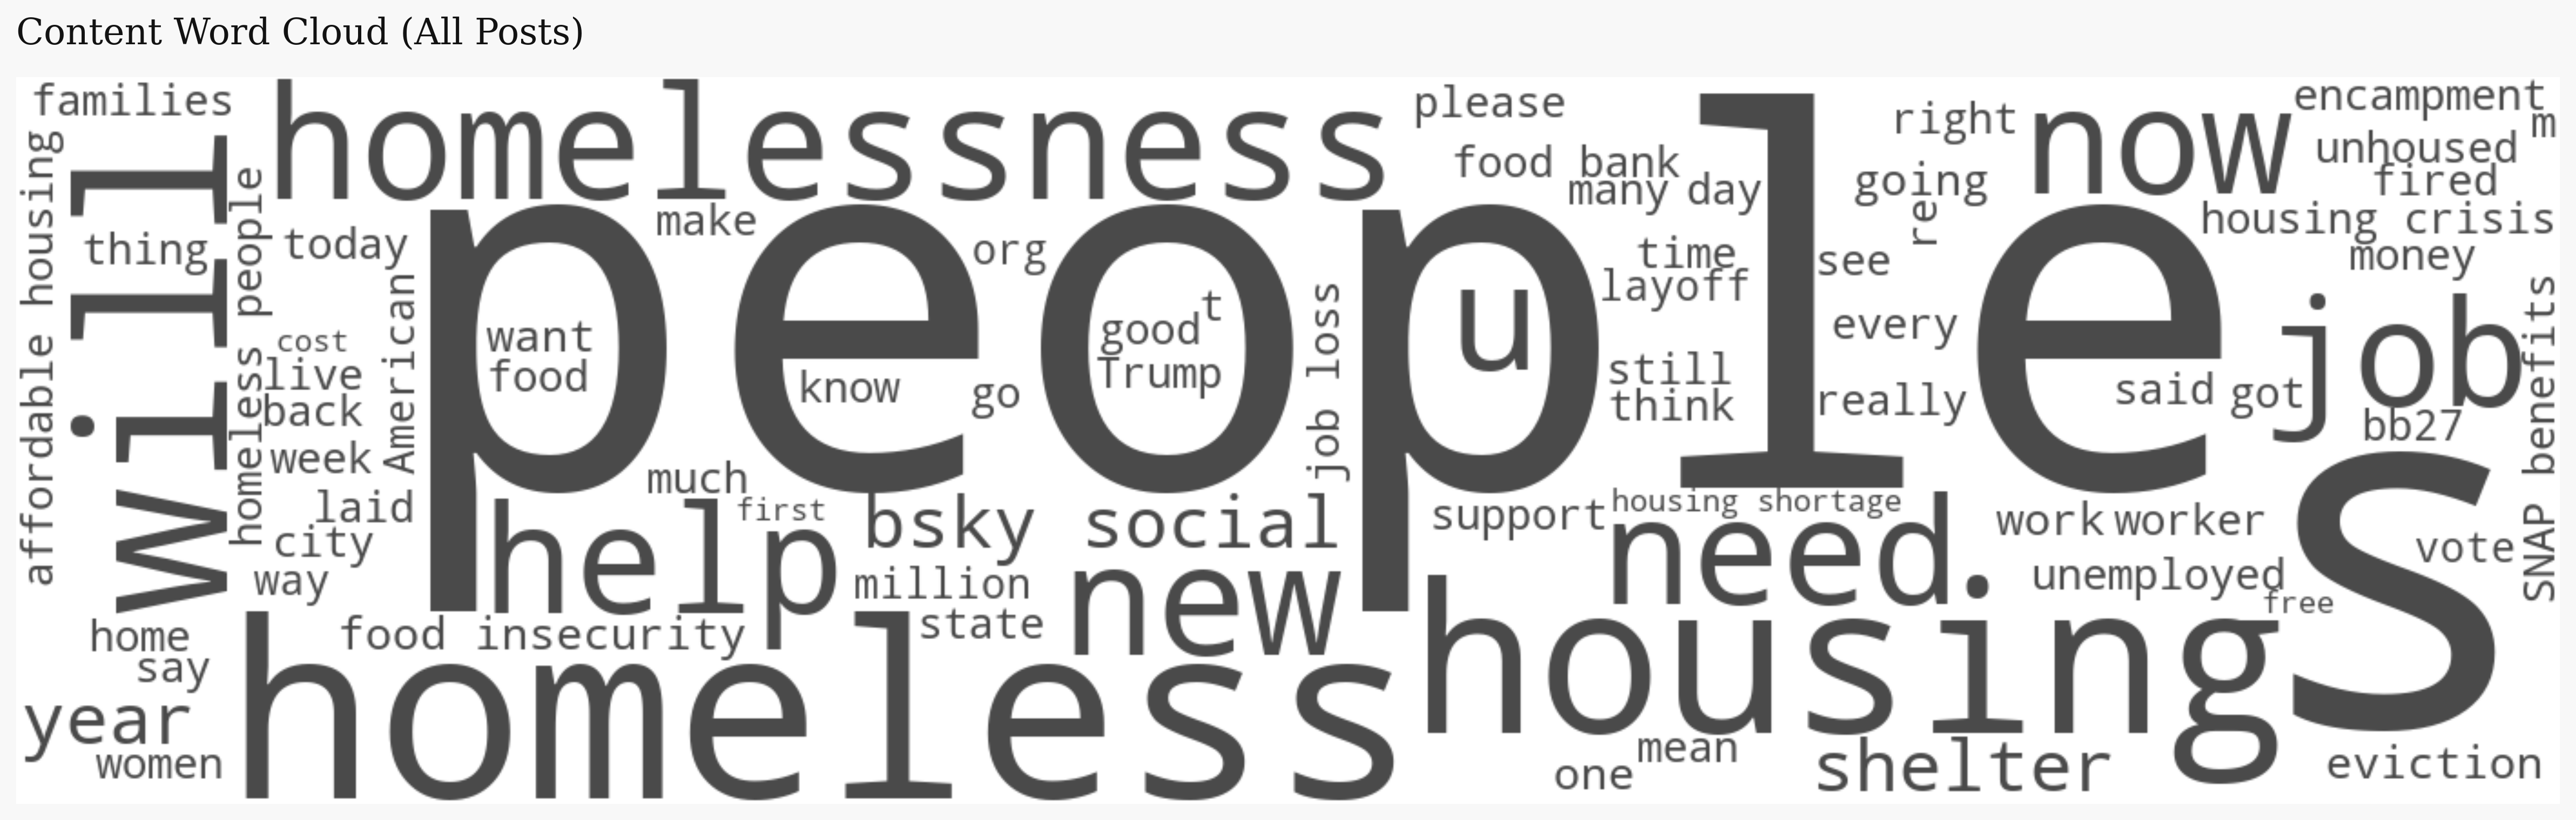 Content Word Cloud (All Posts)
families
homelessness
please
right
now
encampment
m
food bank
unhoused
many
day
going
fired
affordable housing
will
homeless people
thing
today
make
org
people
time
see
re
housing crisis
money
layoff
American
want
food
know
go
good
t
Trump
job loss
u
every
job
cost
live
back
week
still
think
really
said
got
bb27
SNAP benefits
much
laid
first
help
bsky
social
support
housing shortage
need
work
worker
s
vote
city
way
million
new
unemployed
free
home
food insecurity
state
housing
say
year
homeless
women
one
mean
shelter
eviction